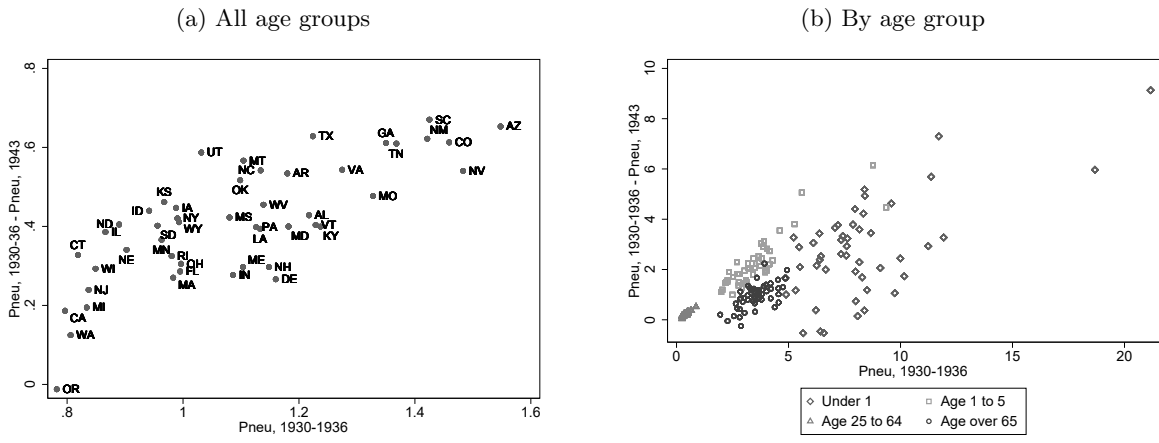 (a) All age groups
.8
.6
.4
.2
0
Pneu, 1930-36 - Pneu, 1943
SC
NM
AZ
GA
TN
CO
TX
NV
UT
MT
NC
OK
AR
VA
MO
KS
ID
IA
NY
WY
ND
IL
SD
MN
MS
WV
AL
VT
KY
PA
LA
MD
CT
NE
RI
OH
FL
MA
WI
ME
IN
NH
DE
NJ
MI
CA
WA
OR
.8
1
1.2
1.4
1.6
Pneu, 1930-1936
(b) By age group
10
8
6
4
2
0
Pneu, 1930-1936 - Pneu, 1943
0
5
10
15
20
Pneu, 1930-1936
Under 1
Age 1 to 5
Age 25 to 64
Age over 65